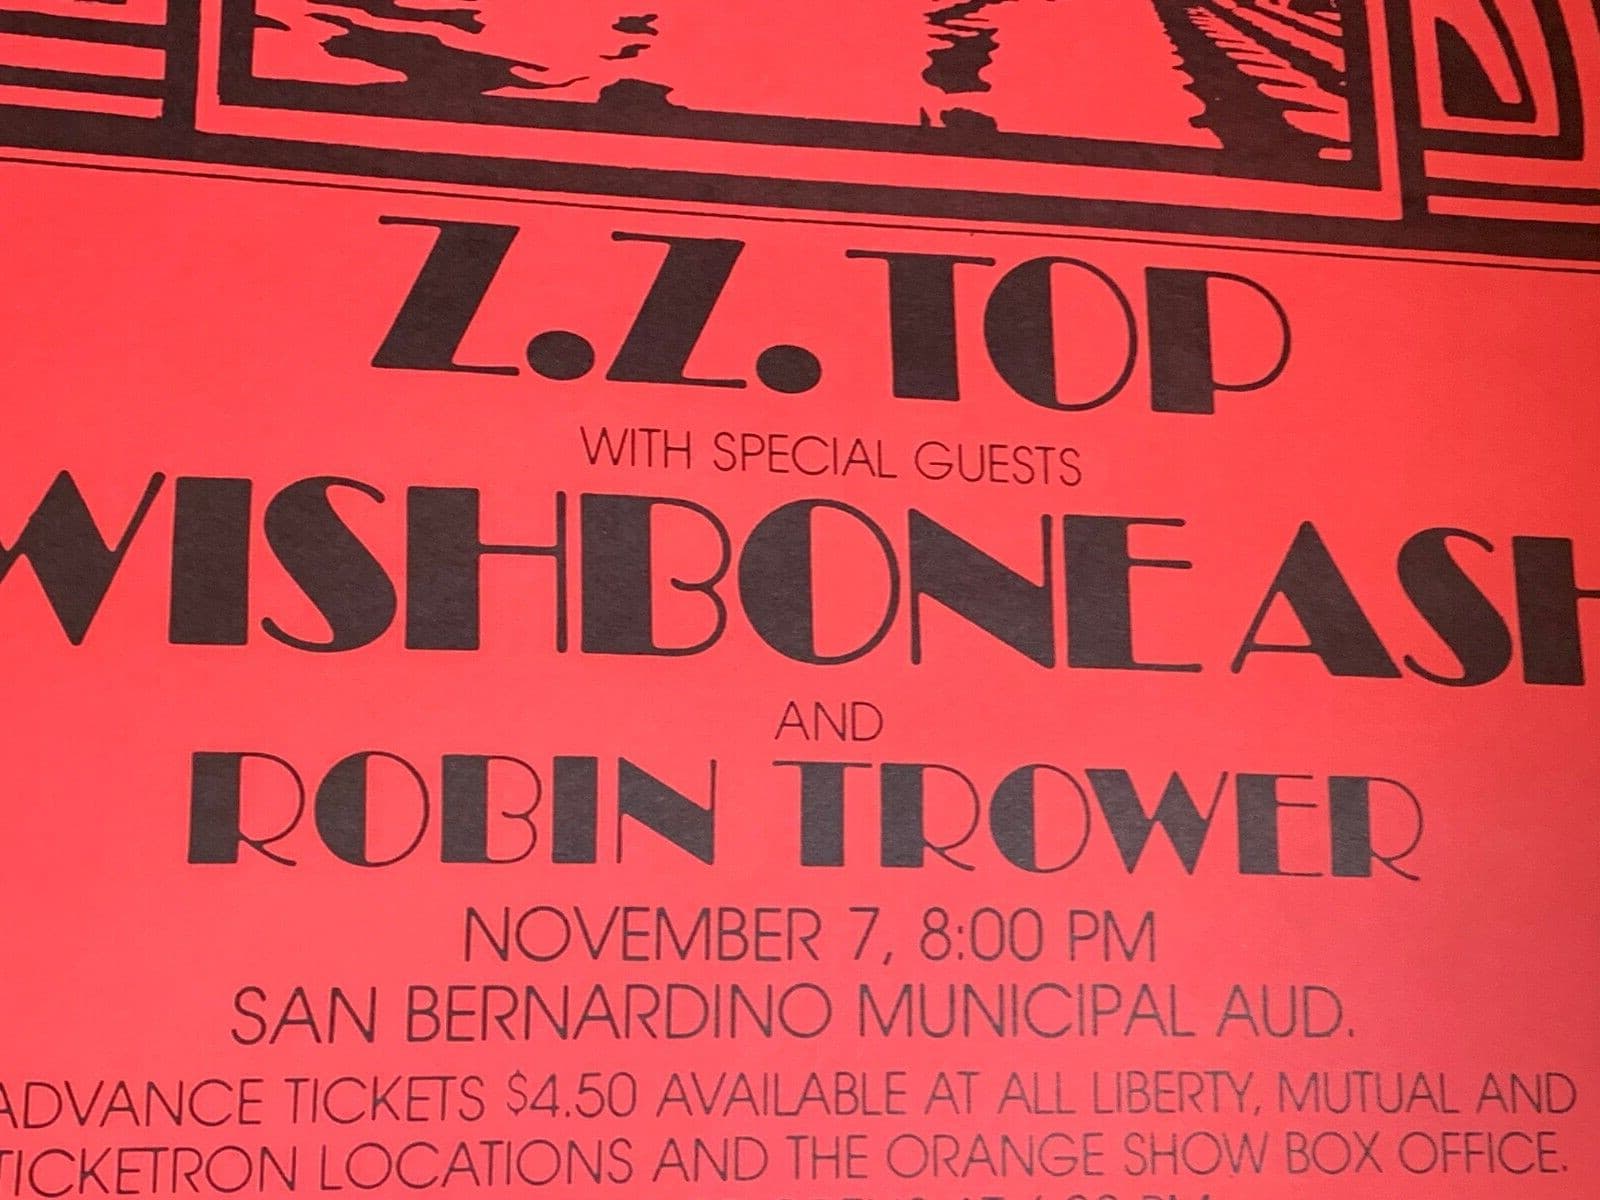 Z.Z. TOP
WITH SPECIAL GUESTS
WISHBONE ASH
AND
ROBIN TROWER
NOVEMBER 7, 8:00 PM
SAN BERNARDINO MUNICIPAL AUD.
ADVANCE TICKETS $4.50 AVAILABLE AT ALL LIBERTY, MUTUAL AND
TICKETRON LOCATIONS AND THE ORANGE SHOW BOX OFFICE.